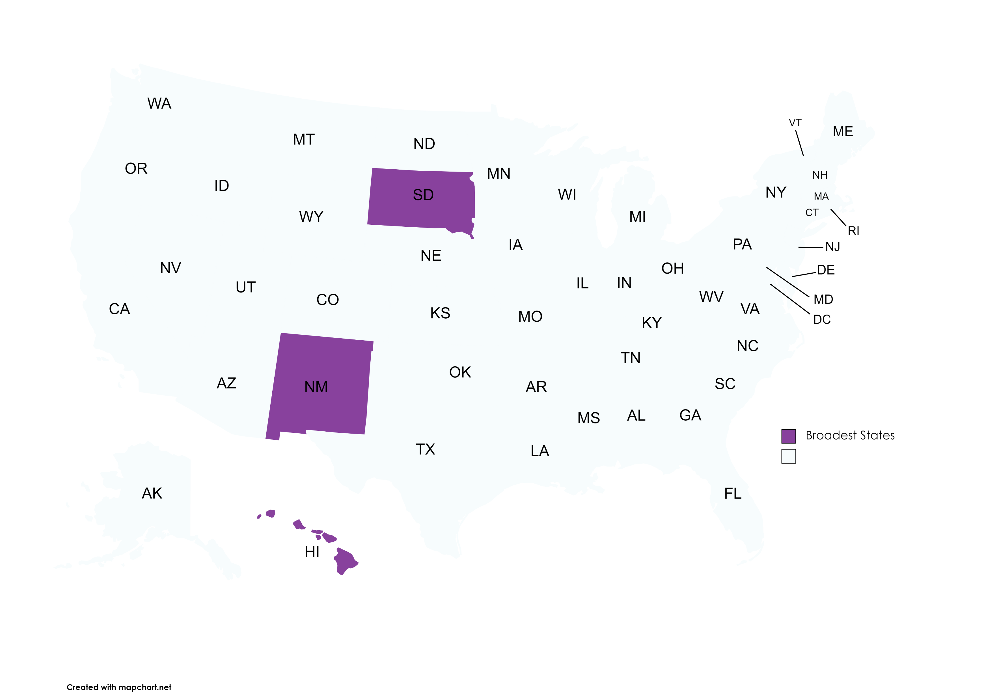 WA
VT
ME
MT
ND
OR
MN
NH
ID
SD
WI
NY
MA
WY
MI
CT
RI
IA
PA
NJ
NE
NV
OH
DE
UT
IL
IN
CO
WV
MD
CA
KS
MO
VA
KY
DC
NC
TN
OK
AZ
NM
AR
SC
MS
AL
GA
Broadest States
TX
LA
AK
FL
HI
Created with mapchart.net